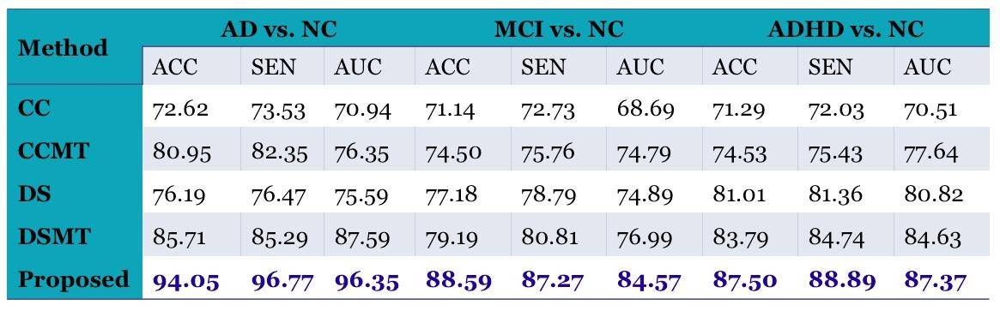 Method AD vs. NC MCI vs. NC ADHD vs. NC
ACC SEN AUC ACC SEN AUC ACC SEN AUC
CC 72.62 73.53 70.94 71.14 72.73 68.69 71.29 72.03 70.51
CCMT 80.95 82.35 76.35 74.50 75.76 74.79 74.53 75.43 77.64
DS 76.19 76.47 75.59 77.18 78.79 74.89 81.01 81.36 80.82
DSMT 85.71 85.29 87.59 79.19 80.81 76.99 83.79 84.74 84.63
Proposed 94.05 96.77 96.35 88.59 87.27 84.57 87.50 88.89 87.37